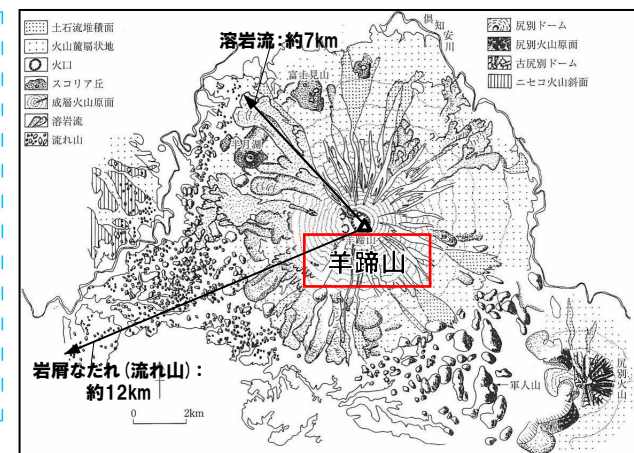 土石流堆積面
火山麓扇状地
火口
スコリア丘
成層火山原面
溶岩流
流れ山
尻別ドーム
尻別火山原面
古尻別ドーム
ニセコ火山斜面
倶知安川
溶岩流：約7km
富士見山
半月湖
羊蹄山
岩屑なだれ（流れ山）：
約12km
0 2km
軍人山
尻別火山